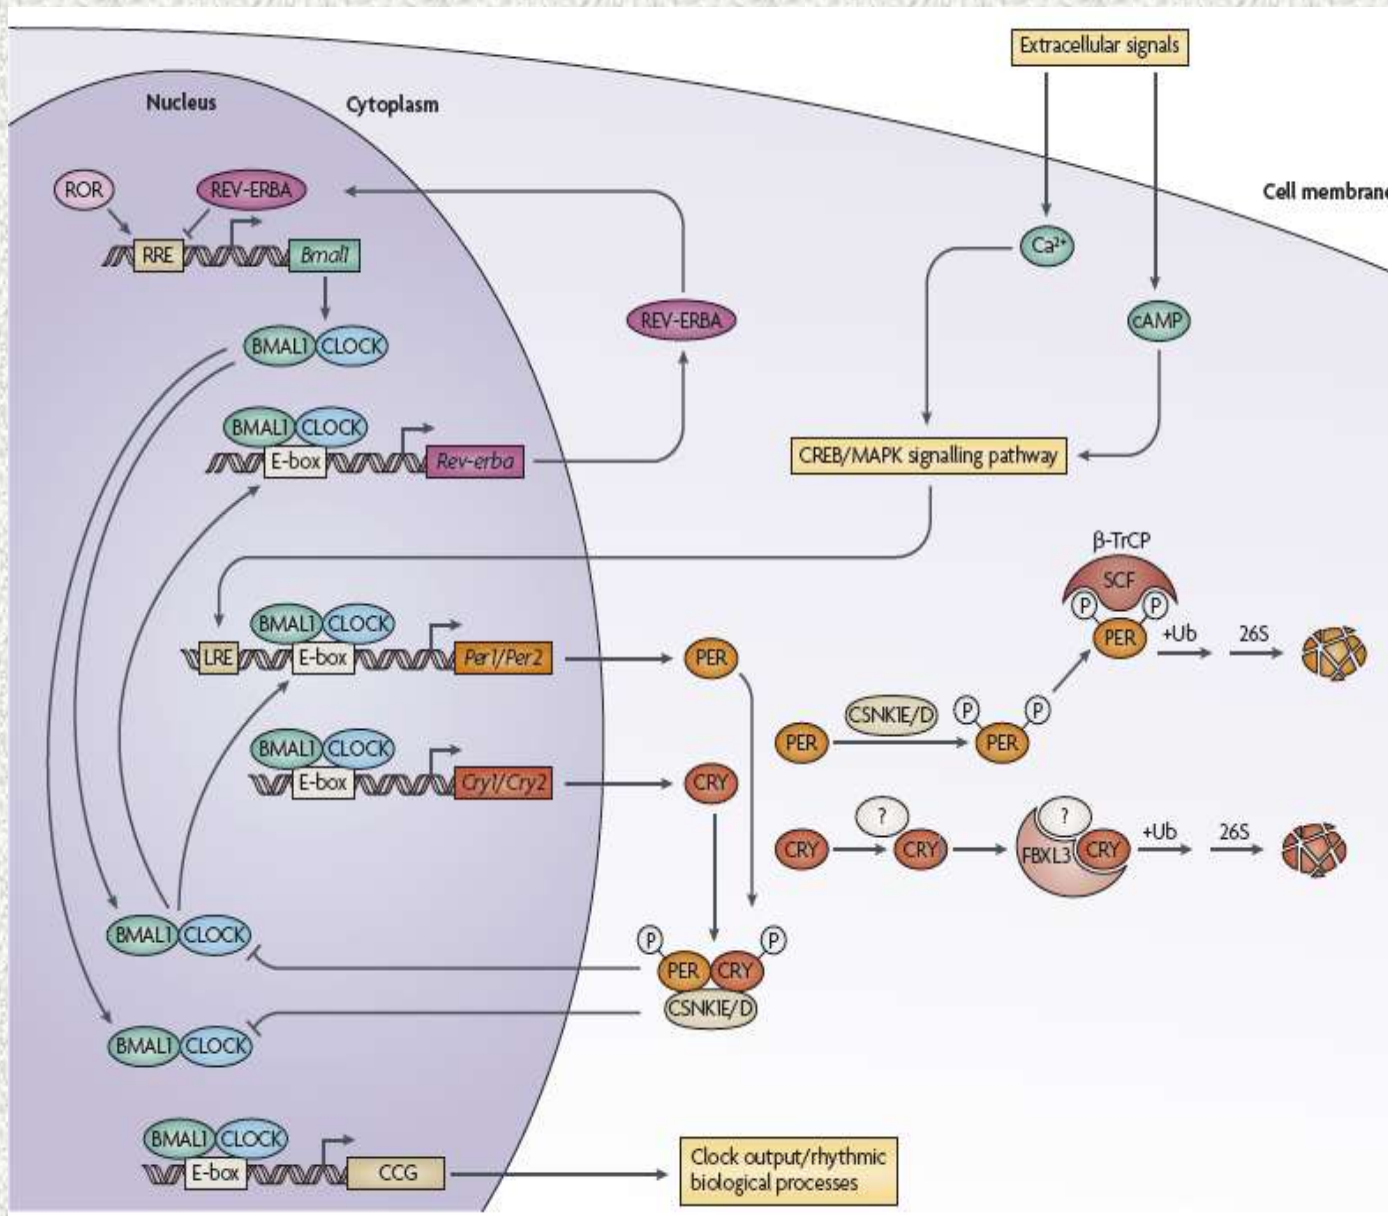 Extracellular signals
Nucleus
Cytoplasm
Cell membrane
ROR
REV-ERBA
RRE
Bmal1
Ca²⁺
BMAL1 CLOCK
REV-ERBA
cAMP
BMAL1 CLOCK
E-box
Rev-erba
CREB/MAPK signalling pathway
β-TrCP
SCF
P P
PER
+Ub
26S
BMAL1 CLOCK
LRE
E-box
Per1/Per2
PER
P P
CSNK1E/D
PER
PER
BMAL1 CLOCK
E-box
Cry1/Cry2
CRY
?
?
CRY
CRY
FBXL3
CRY
+Ub
26S
BMAL1 CLOCK
P P
PER CRY
CSNK1E/D
BMAL1 CLOCK
BMAL1 CLOCK
E-box
CCG
Clock output/rhythmic
biological processes